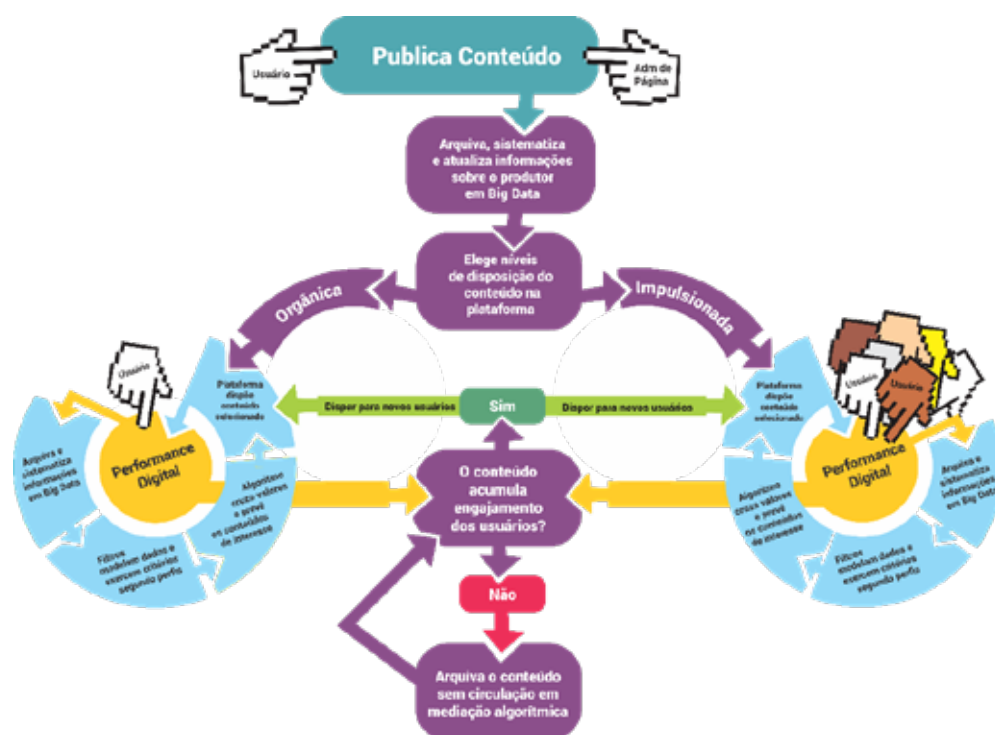 Publica Conteúdo
Usuário
Adm de
Página
Arquiva, sistematiza
e atualiza informações
sobre o produtor
em Big Data
Elege níveis
de disposição do
conteúdo na
plataforma
Orgânica
Impulsionada
Usuário
Plataforma
dispõe
conteúdo
selecionado
Performance
Digital
Arquiva e
sistematiza
informações
em Big Data
Filtros
modelam dados e
exercem critérios
segundo perfis
Algoritmo
cruza valores
e prevê
os conteúdos
de interesse
Dispor para novos usuários
Sim
Dispor para novos usuários
O conteúdo
acumula
engajamento
dos usuários?
Não
Arquiva o conteúdo
sem circulação em
mediação algorítmica
Usuário
Usuário
Plataforma
dispõe
conteúdo
selecionado
Performance
Digital
Arquiva e
sistematiza
informações
em Big Data
Filtros
modelam dados e
exercem critérios
segundo perfis
Algoritmo
cruza valores
e prevê
os conteúdos
de interesse